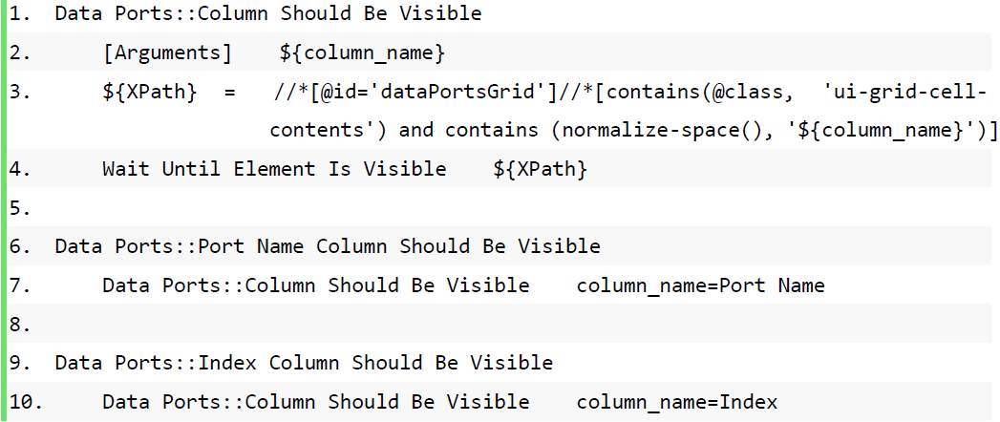 1. Data Ports::Column Should Be Visible
2. [Arguments] ${column_name}
3. ${XPath} = //*[@id='dataPortsGrid']//*[contains(@class, 'ui-grid-cell-
contents') and contains (normalize-space(), '${column_name}')]
4. Wait Until Element Is Visible ${XPath}
5.
6. Data Ports::Port Name Column Should Be Visible
7. Data Ports::Column Should Be Visible column_name=Port Name
8.
9. Data Ports::Index Column Should Be Visible
10. Data Ports::Column Should Be Visible column_name=Index